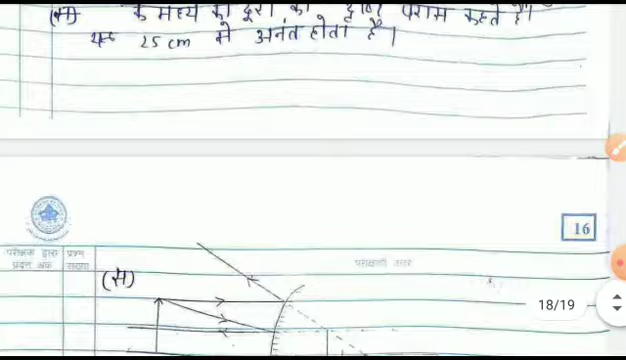 के मध्य की दूरी को दृष्टि परास कहते हैं।
यह 25 cm से अनंत होता है।
16
परीक्षक द्वारा प्रदत्त अंक
प्रश्न संख्या
परीक्षार्थी उत्तर
(स)
18/19